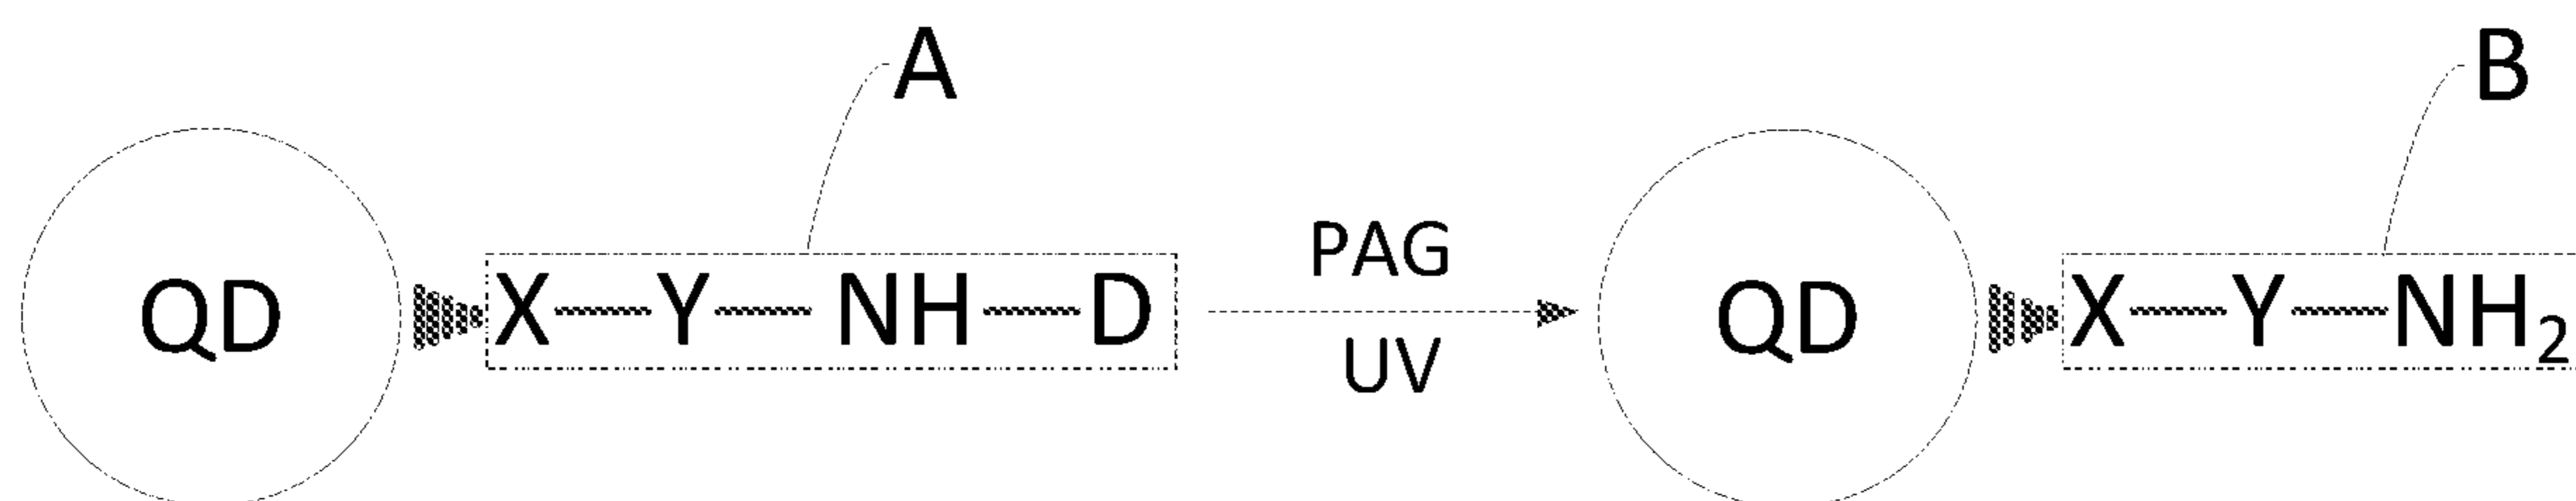 A
B
QD
X—Y—NH—D
PAG
UV
QD
X—Y—NH₂